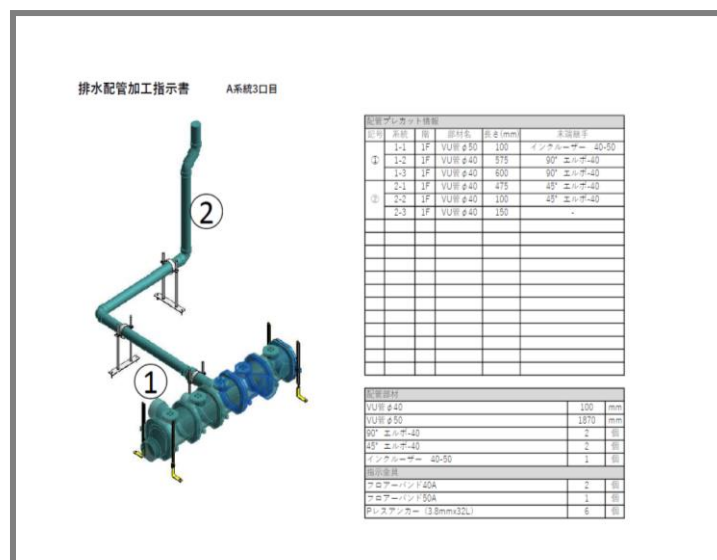 排水配管加工指示書 A系統3口目
配管プレカット情報
記号 系統 階 部材名 長さ(mm) 末端継手
① 1-1 1F VU管φ50 100 インクルーザー 40-50
1-2 1F VU管φ40 575 90° エルボ-40
1-3 1F VU管φ40 600 90° エルボ-40
② 2-1 1F VU管φ40 475 45° エルボ-40
2-2 1F VU管φ40 100 45° エルボ-40
2-3 1F VU管φ40 150 -
②
①
配管部材
VU管φ40 100 mm
VU管φ50 1870 mm
90° エルボ-40 2 個
45° エルボ-40 2 個
インクルーザー 40-50 1 個
指示金具
フロアーバンド40A 2 個
フロアーバンド50A 1 個
Pレスアンカー (3.8mmx32L) 6 個